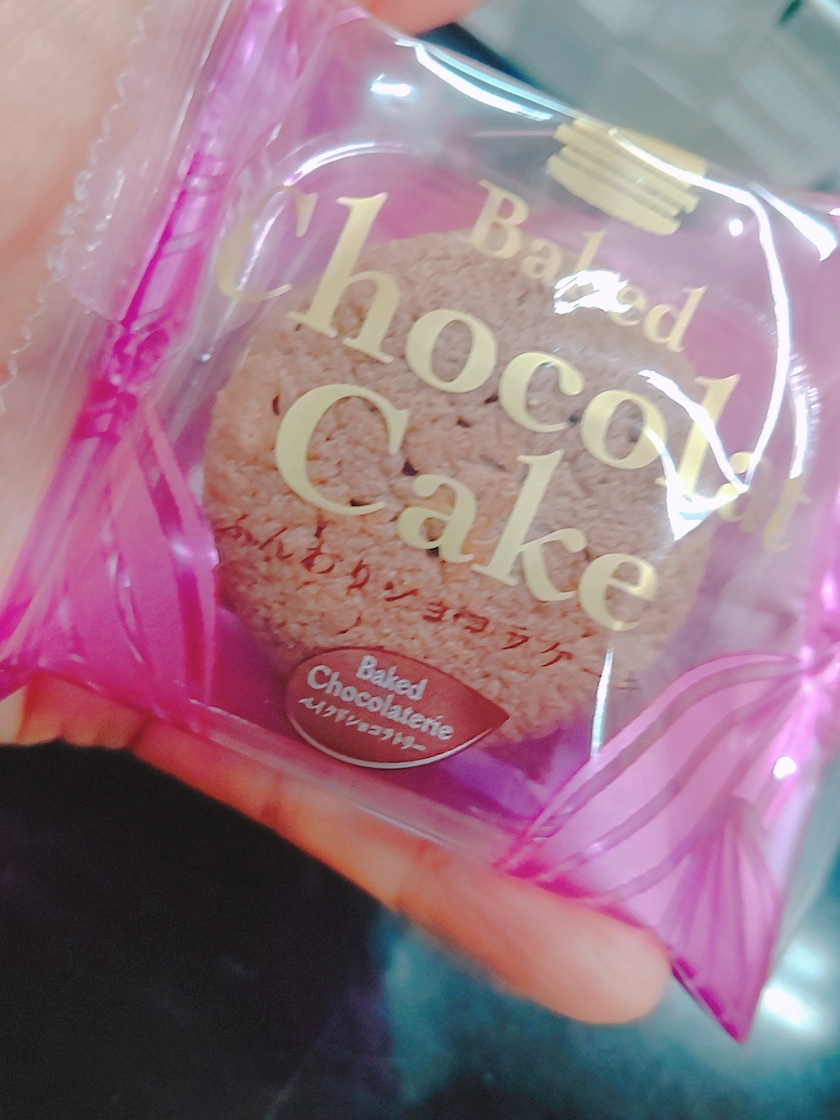 Baked
Chocolat
Cake
ふんわりショコラケーキ
Baked
Chocolaterie
ベイクドショコラトリー